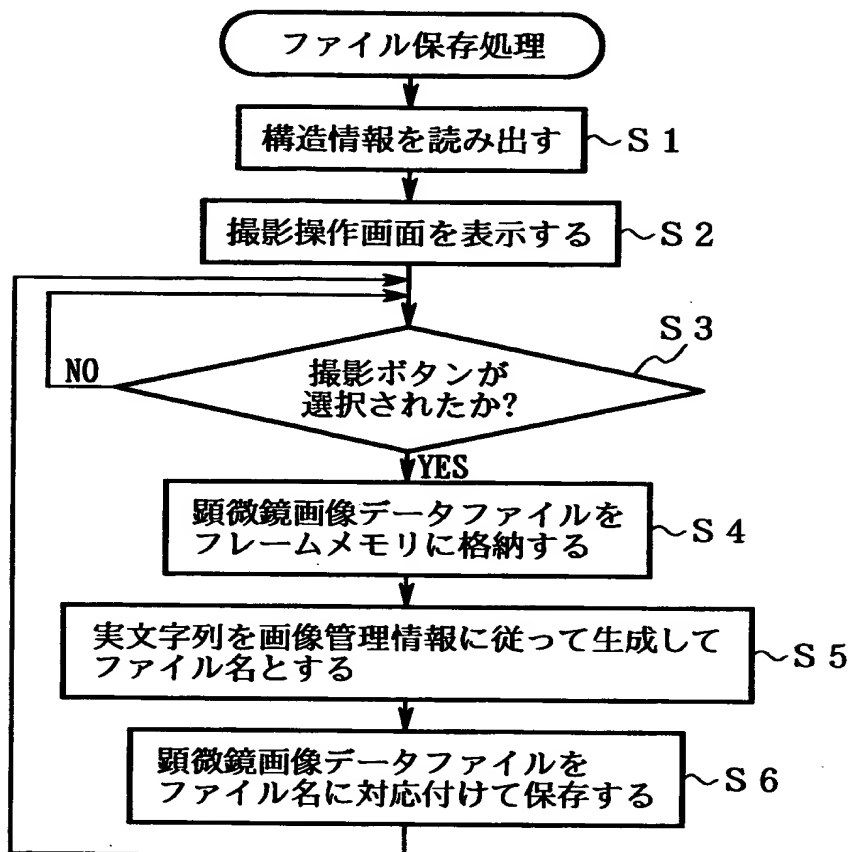 ファイル保存処理
構造情報を読み出す ~S1
撮影操作画面を表示する ~S2
S3
NO
撮影ボタンが
選択されたか?
YES
顕微鏡画像データファイルを
フレームメモリに格納する ~S4
実文字列を画像管理情報に従って生成して
ファイル名とする ~S5
顕微鏡画像データファイルを
ファイル名に対応付けて保存する ~S6